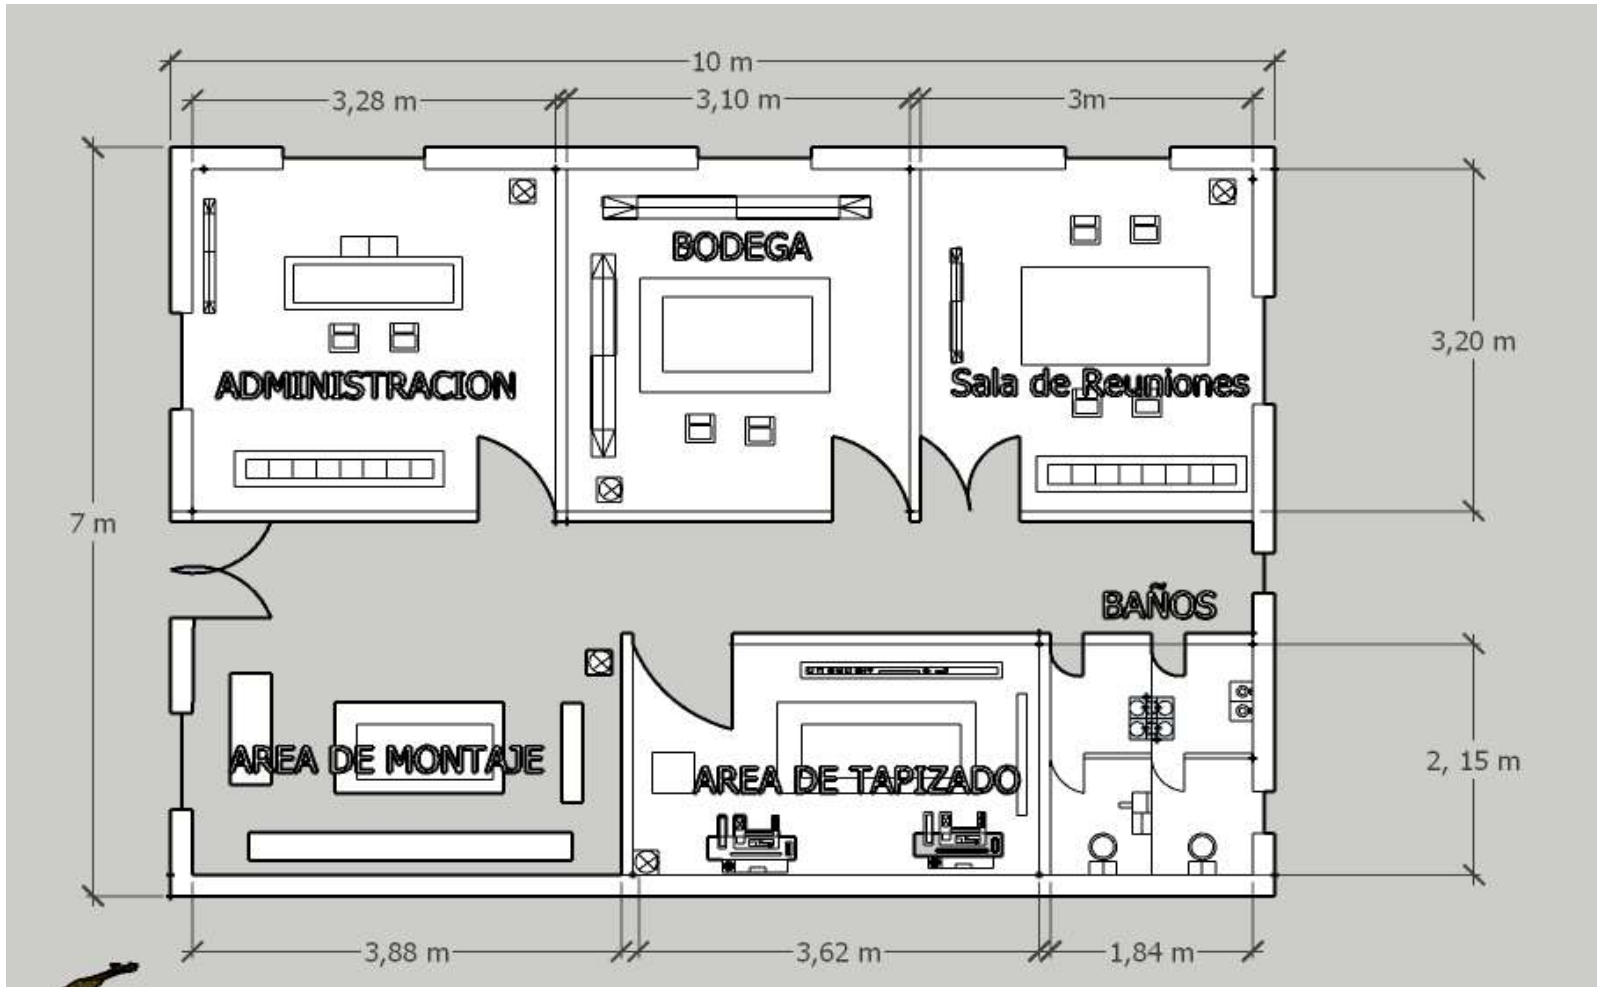 10 m
3,28 m
3,10 m
3m
BODEGA
3,20 m
ADMINISTRACION
Sala de Reuniones
7 m
BAÑOS
AREA DE MONTAJE
AREA DE TAPIZADO
2, 15 m
3,88 m
3,62 m
1,84 m